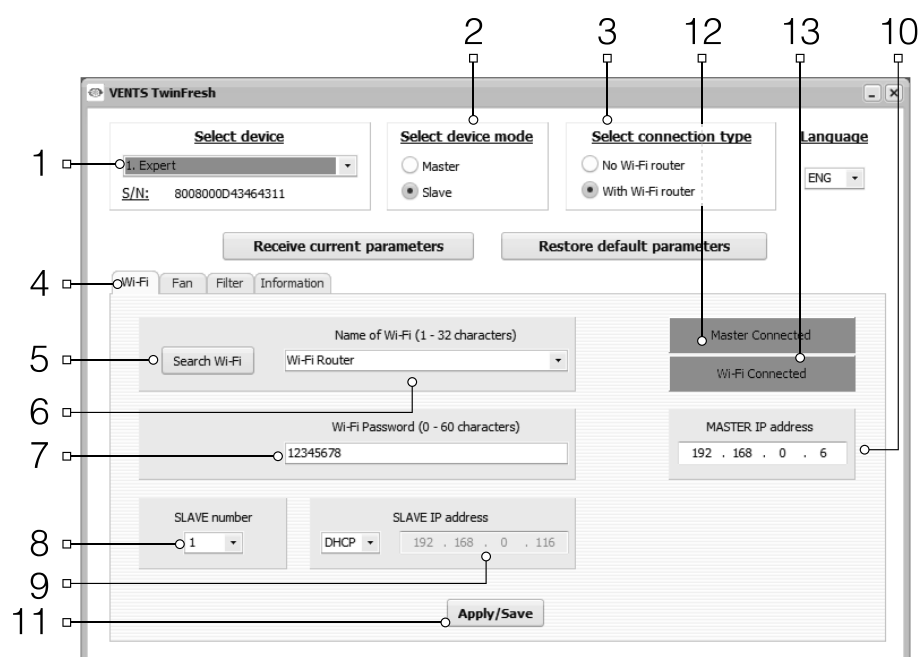 2 3 12 13 10
VENTS TwinFresh
Select device
Select device mode
Select connection type
Language
1
1. Expert
Master
No Wi-Fi router
ENG
S/N: 8008000D43464311
Slave
With Wi-Fi router
Receive current parameters
Restore default parameters
4
Wi-Fi Fan Filter Information
Name of Wi-Fi (1 - 32 characters)
Master Connected
5
Search Wi-Fi
Wi-Fi Router
Wi-Fi Connected
6
Wi-Fi Password (0 - 60 characters)
MASTER IP address
7
12345678
192 . 168 . 0 . 6
SLAVE number
SLAVE IP address
8
1
DHCP
192 . 168 . 0 . 116
9
11
Apply/Save